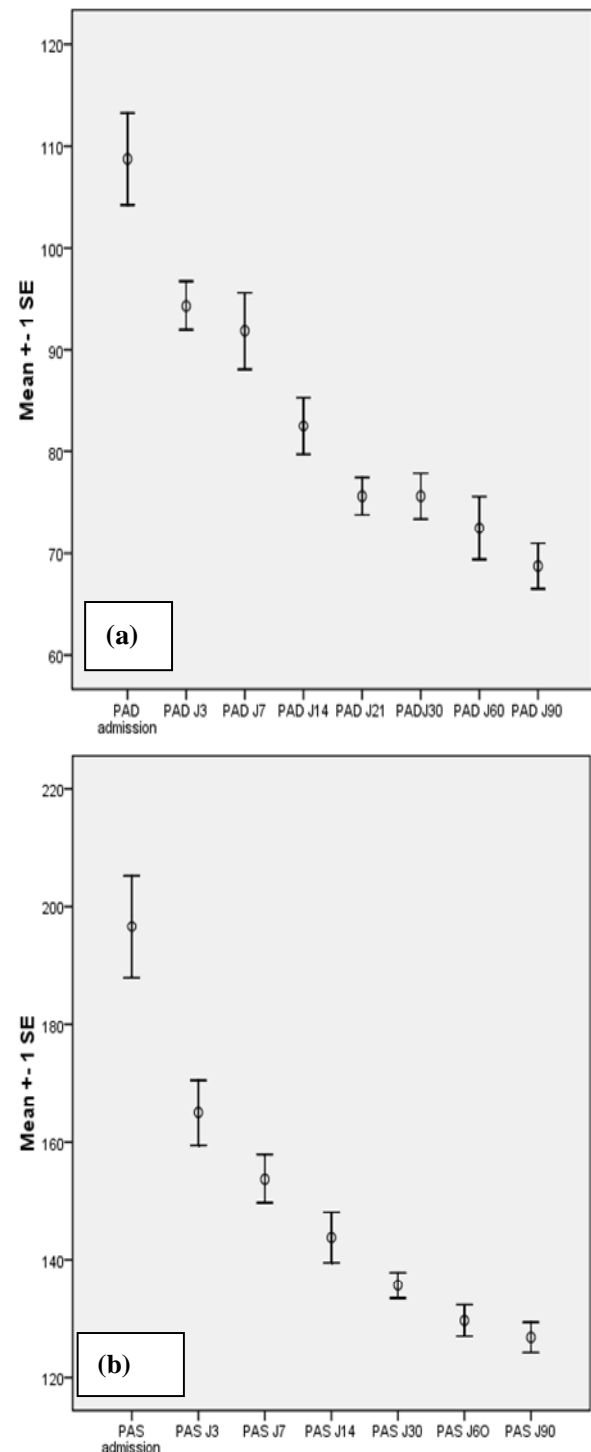 120
110
100
90
80
70
60
Mean +- 1 SE
(a)
PAD admission PAD J3 PAD J7 PAD J14 PAD J21 PADJ30 PAD J60 PAD J90
220
200
180
160
140
120
Mean +- 1 SE
(b)
PAS admission PAS J3 PAS J7 PAS J14 PAS J30 PAS J60 PAS J90